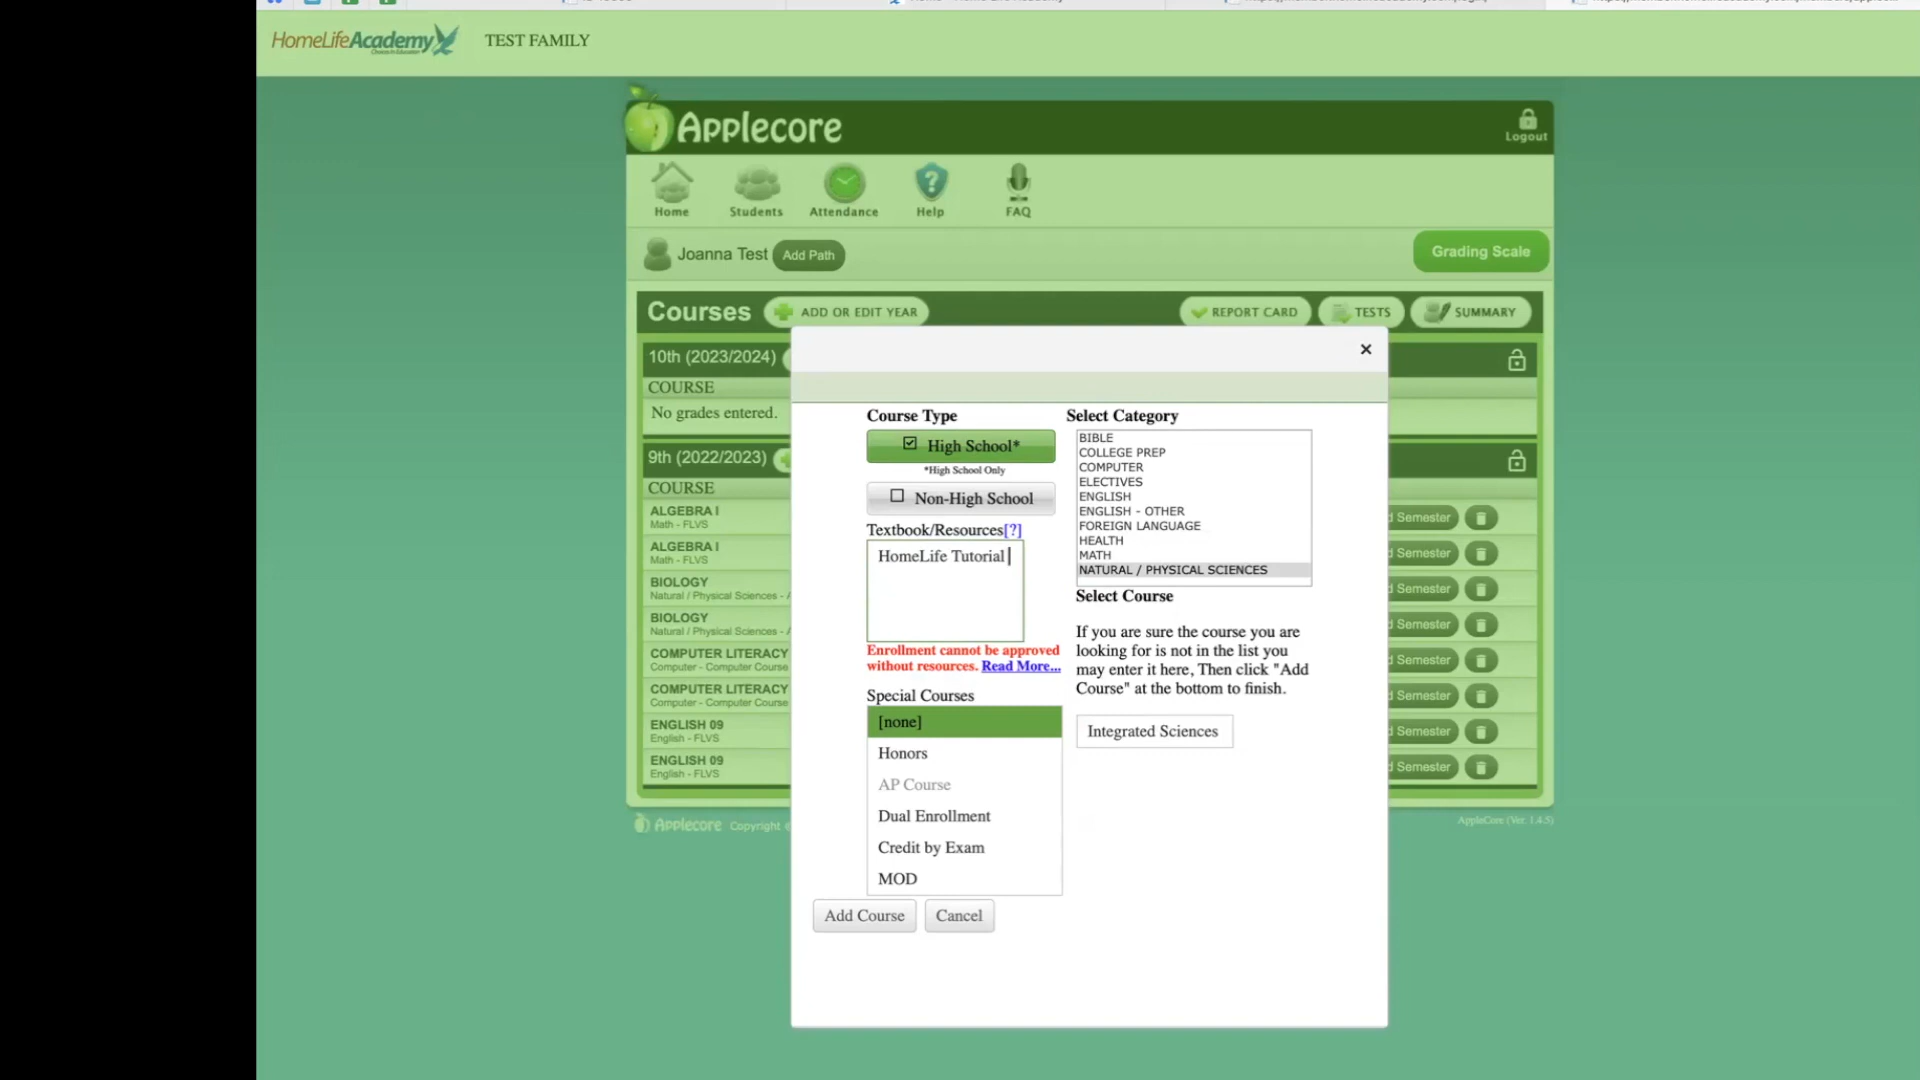 HomeLifeAcademy
TEST FAMILY
Applecore
Logout
Home
Students
Attendance
Help
FAQ
Joanna Test
Add Path
Grading Scale
Courses
ADD OR EDIT YEAR
REPORT CARD
TESTS
SUMMARY
10th (2023/2024)
COURSE
No grades entered.
9th (2022/2023)
COURSE
ALGEBRA I
Math - FLVS
d Semester
ALGEBRA I
Math - FLVS
d Semester
BIOLOGY
Natural / Physical Sciences - A
d Semester
BIOLOGY
Natural / Physical Sciences - A
d Semester
COMPUTER LITERACY
Computer - Computer Course
d Semester
COMPUTER LITERACY
Computer - Computer Course
d Semester
ENGLISH 09
English - FLVS
d Semester
ENGLISH 09
English - FLVS
d Semester
Applecore Copyright ©
AppleCore (Ver: 1.4.5)
×
Course Type
High School*
*High School Only
Non-High School
Textbook/Resources[?]
HomeLife Tutorial
Enrollment cannot be approved
without resources. Read More...
Special Courses
[none]
Honors
AP Course
Dual Enrollment
Credit by Exam
MOD
Add Course
Cancel
Select Category
BIBLE
COLLEGE PREP
COMPUTER
ELECTIVES
ENGLISH
ENGLISH - OTHER
FOREIGN LANGUAGE
HEALTH
MATH
NATURAL / PHYSICAL SCIENCES
Select Course
If you are sure the course you are
looking for is not in the list you
may enter it here, Then click "Add
Course" at the bottom to finish.
Integrated Sciences